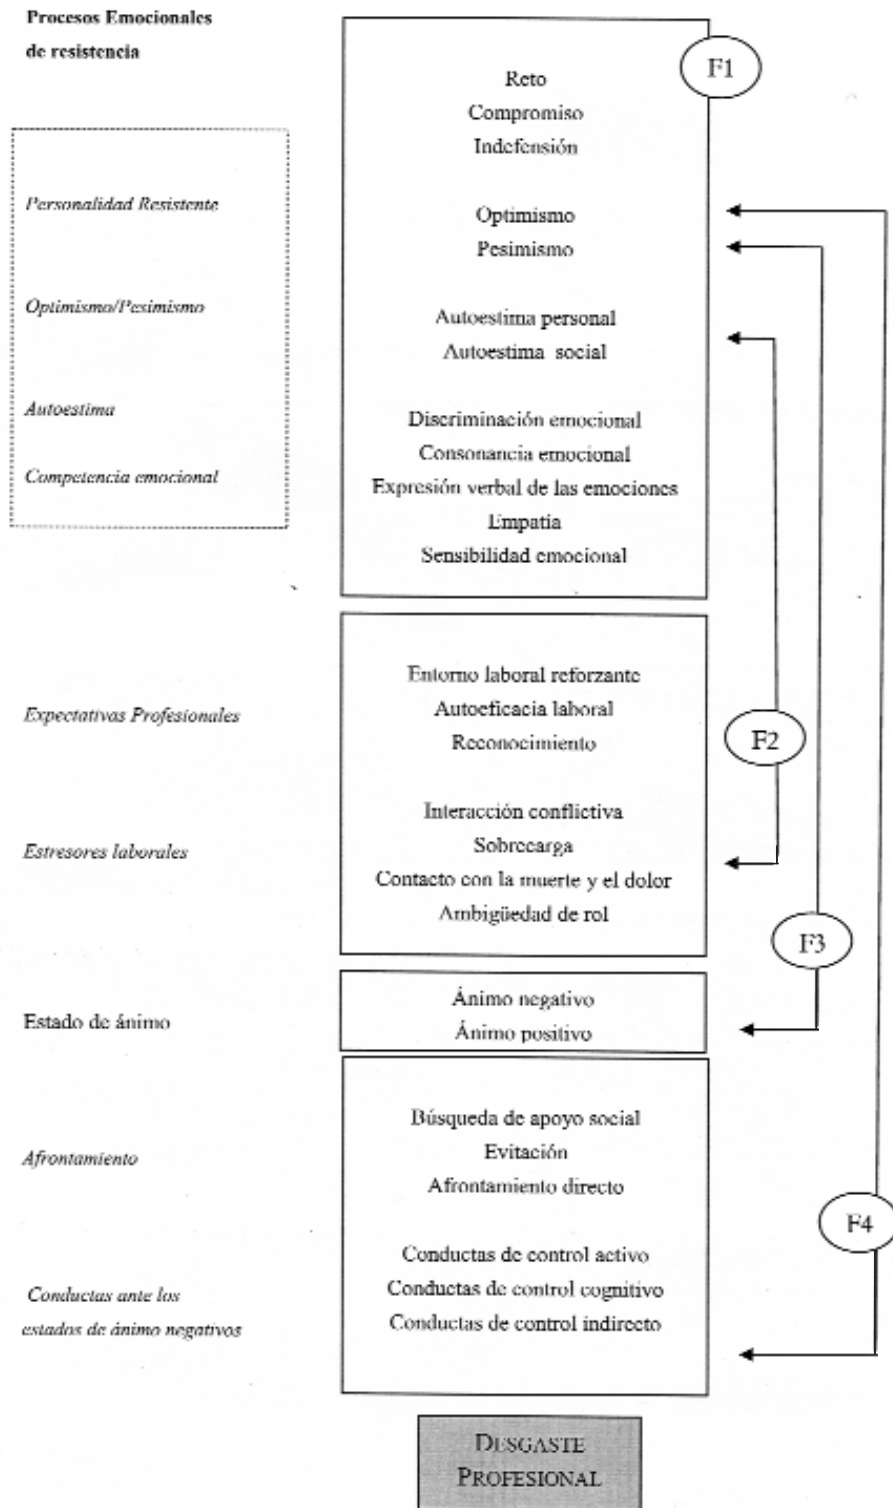 Procesos Emocionales
de resistencia
F1
Reto
Compromiso
Indefensión
Personalidad Resistente
Optimismo
Pesimismo
Optimismo/Pesimismo
Autoestima personal
Autoestima social
Autoestima
Discriminación emocional
Consonancia emocional
Competencia emocional
Expresión verbal de las emociones
Empatía
Sensibilidad emocional
Entorno laboral reforzante
Expectativas Profesionales
Autoeficacia laboral
Reconocimiento
F2
Interacción conflictiva
Estresores laborales
Sobrecarga
Contacto con la muerte y el dolor
Ambigüedad de rol
F3
Estado de ánimo
Ánimo negativo
Ánimo positivo
Búsqueda de apoyo social
Afrontamiento
Evitación
Afrontamiento directo
F4
Conductas de control activo
Conductas ante los
estados de ánimo negativos
Conductas de control cognitivo
Conductas de control indirecto
DESGASTE
PROFESIONAL